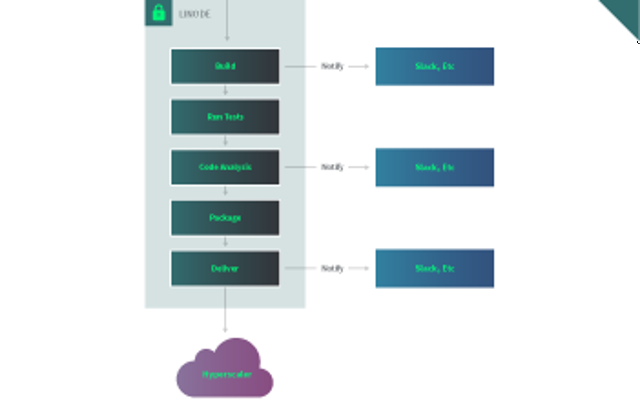 LINODE
Build
Notify
Slack, Etc
Run Tests
Code Analysis
Notify
Slack, Etc
Package
Deliver
Notify
Slack, Etc
Hyperscaler